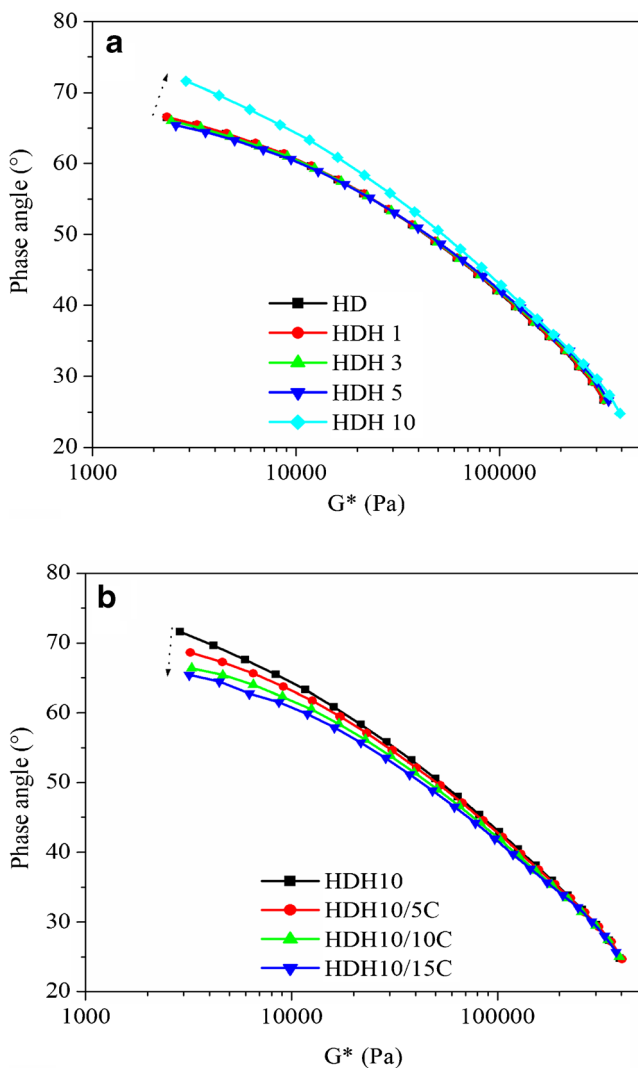 a
80
70
60
50
40
30
20
Phase angle (°)
HD
HDH 1
HDH 3
HDH 5
HDH 10
1000
10000
100000
G* (Pa)
b
80
70
60
50
40
30
20
Phase angle (°)
HDH10
HDH10/5C
HDH10/10C
HDH10/15C
1000
10000
100000
G* (Pa)